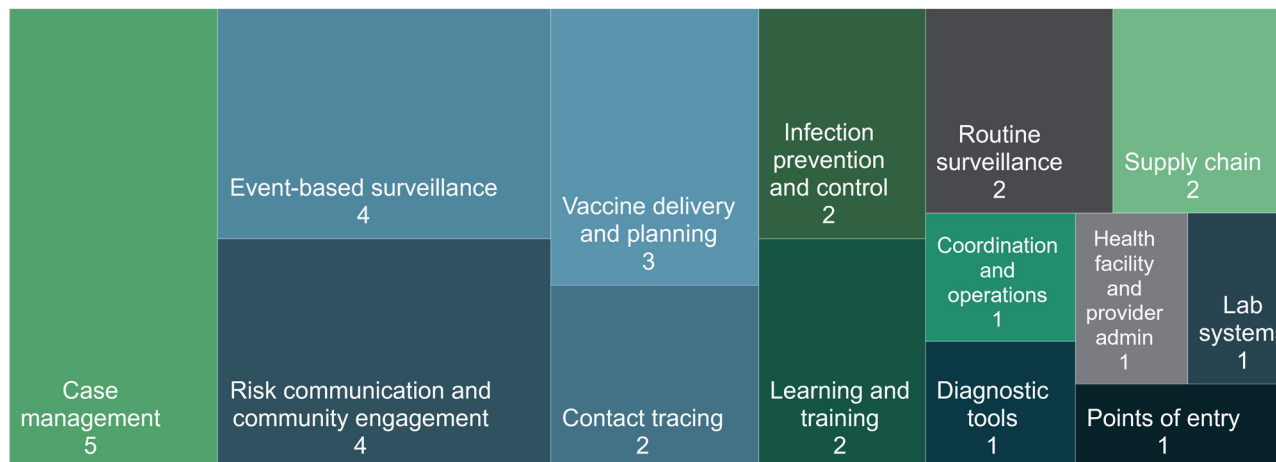 Case
management
5
Event-based surveillance
4
Risk communication and
community engagement
4
Vaccine delivery
and planning
3
Contact tracing
2
Infection
prevention
and control
2
Learning and
training
2
Routine
surveillance
2
Supply chain
2
Coordination
and
operations
1
Health
facility
and
provider
admin
1
Lab
systems
1
Diagnostic
tools
1
Points of entry
1